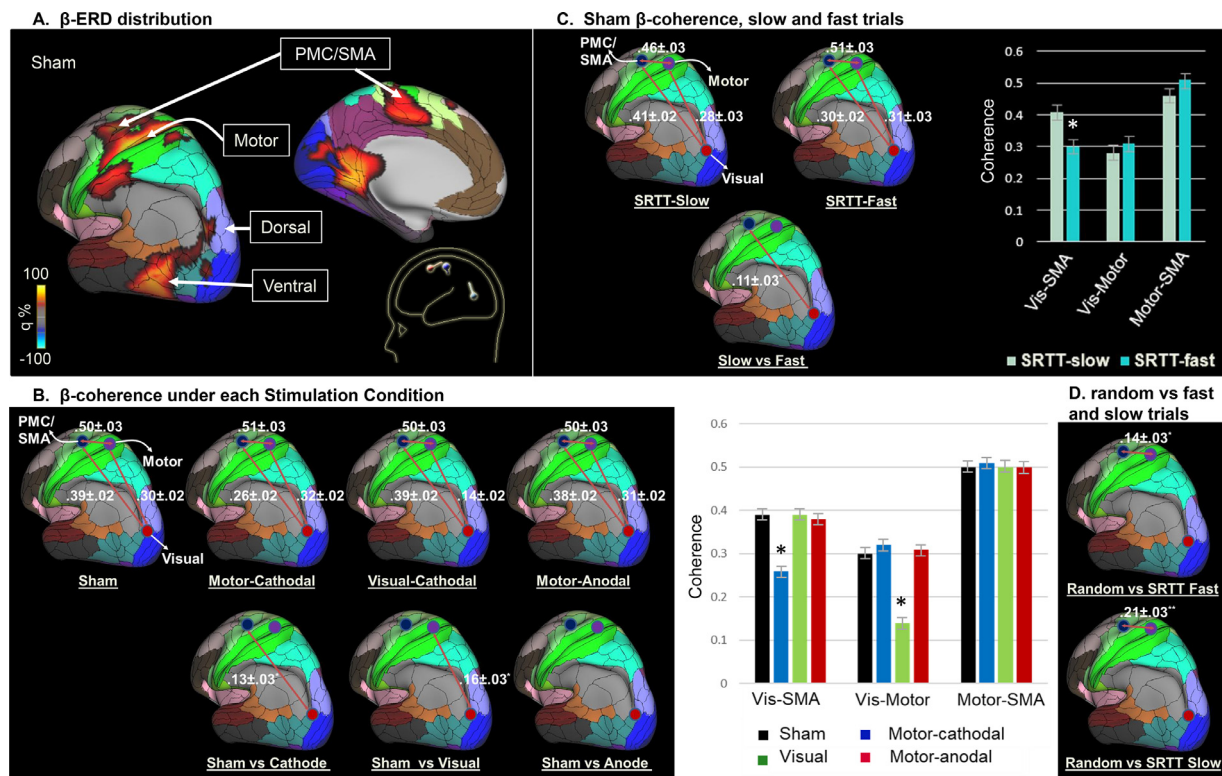 A. β-ERD distribution
Sham
PMC/SMA
Motor
Dorsal
Ventral
100
q %
-100
C. Sham β-coherence, slow and fast trials
PMC/
SMA
.46±.03
Motor
.41±.02
.28±.03
Visual
SRTT-Slow
.51±.03
.30±.02
.31±.03
SRTT-Fast
.11±.03*
Slow vs Fast
Coherence
0.6
0.5
0.4
0.3
0.2
0.1
0
*
Vis-SMA
Vis-Motor
Motor-SMA
SRTT-slow
SRTT-fast
B. β-coherence under each Stimulation Condition
PMC/
SMA
.50±.03
Motor
.39±.02
.30±.02
Visual
Sham
.51±.03
.26±.02
.32±.02
Motor-Cathodal
.50±.03
.39±.02
.14±.02
Visual-Cathodal
.50±.03
.38±.02
.31±.02
Motor-Anodal
.13±.03*
Sham vs Cathode
.16±.03*
Sham vs Visual
Sham vs Anode
Coherence
0.6
0.5
0.4
0.3
0.2
0.1
0
*
*
Vis-SMA
Vis-Motor
Motor-SMA
Sham
Motor-cathodal
Visual
Motor-anodal
D. random vs fast
and slow trials
.14±.03*
Random vs SRTT Fast
.21±.03**
Random vs SRTT Slow